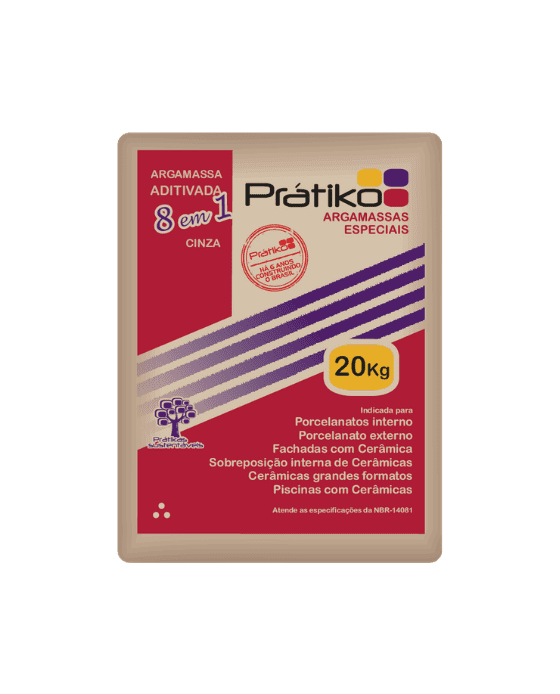 ARGAMASSA
ADITIVADA
8 em 1
CINZA
Prátiko
ARGAMASSAS
ESPECIAIS
Prátiko
HÁ 6 ANOS
CONSTRUINDO
O BRASIL
20Kg
Indicada para
Porcelanatos interno
Porcelanato externo
Fachadas com Cerâmica
Sobreposição interna de Cerâmicas
Cerâmicas grandes formatos
Piscinas com Cerâmicas
Atende as especificações da NBR-14081
Prátikas
sustentáveis